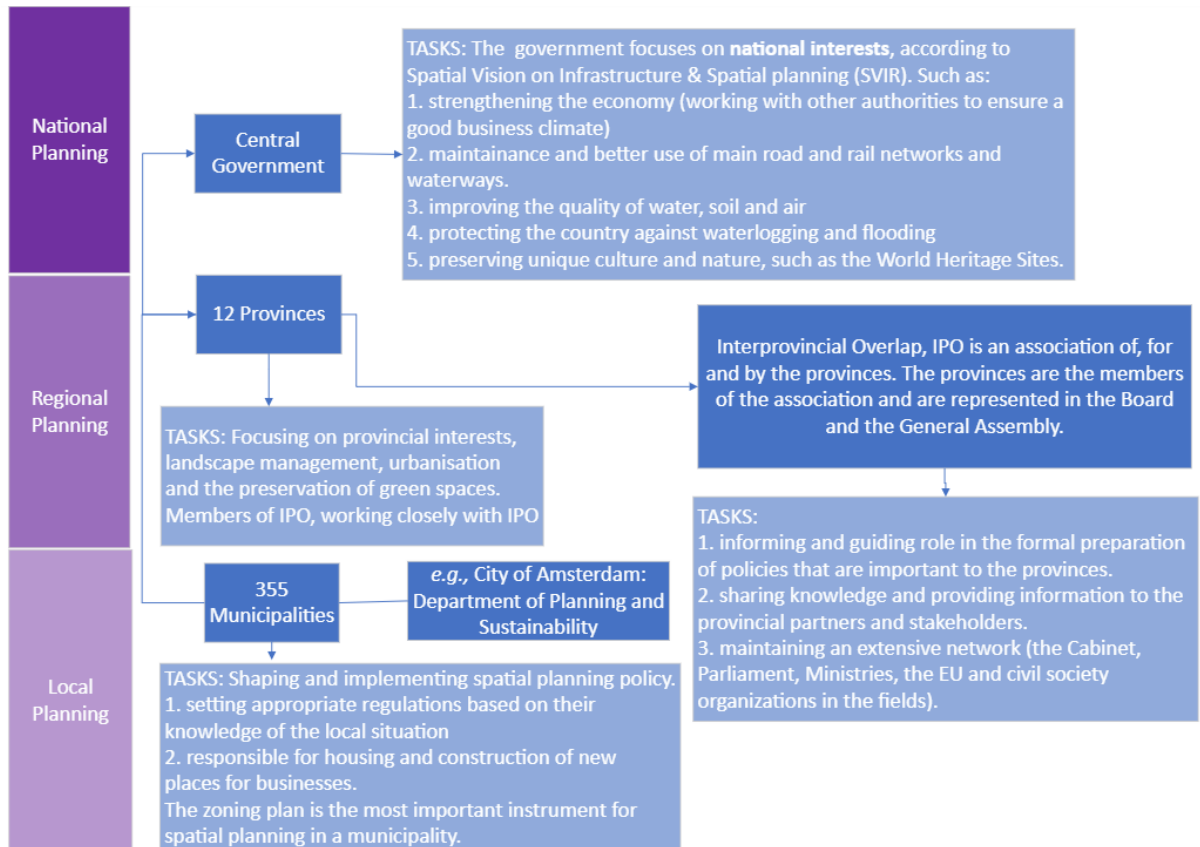 National
Planning
Central
Government
TASKS: The  government focuses on national interests, according to
Spatial Vision on Infrastructure & Spatial planning (SVIR). Such as:
1. strengthening the economy (working with other authorities to ensure a
good business climate)
2. maintainance and better use of main road and rail networks and
waterways.
3. improving the quality of water, soil and air
4. protecting the country against waterlogging and flooding
5. preserving unique culture and nature, such as the World Heritage Sites.
Regional
Planning
12 Provinces
TASKS: Focusing on provincial interests,
landscape management, urbanisation
and the preservation of green spaces.
Members of IPO, working closely with IPO
Interprovincial Overlap, IPO is an association of, for
and by the provinces. The provinces are the members
of the association and are represented in the Board
and the General Assembly.
TASKS:
1. informing and guiding role in the formal preparation
of policies that are important to the provinces.
2. sharing knowledge and providing information to the
provincial partners and stakeholders.
3. maintaining an extensive network (the Cabinet,
Parliament, Ministries, the EU and civil society
organizations in the fields).
Local
Planning
355
Municipalities
e.g., City of Amsterdam:
Department of Planning and
Sustainability
TASKS: Shaping and implementing spatial planning policy.
1. setting appropriate regulations based on their
knowledge of the local situation
2. responsible for housing and construction of new
places for businesses.
The zoning plan is the most important instrument for
spatial planning in a municipality.